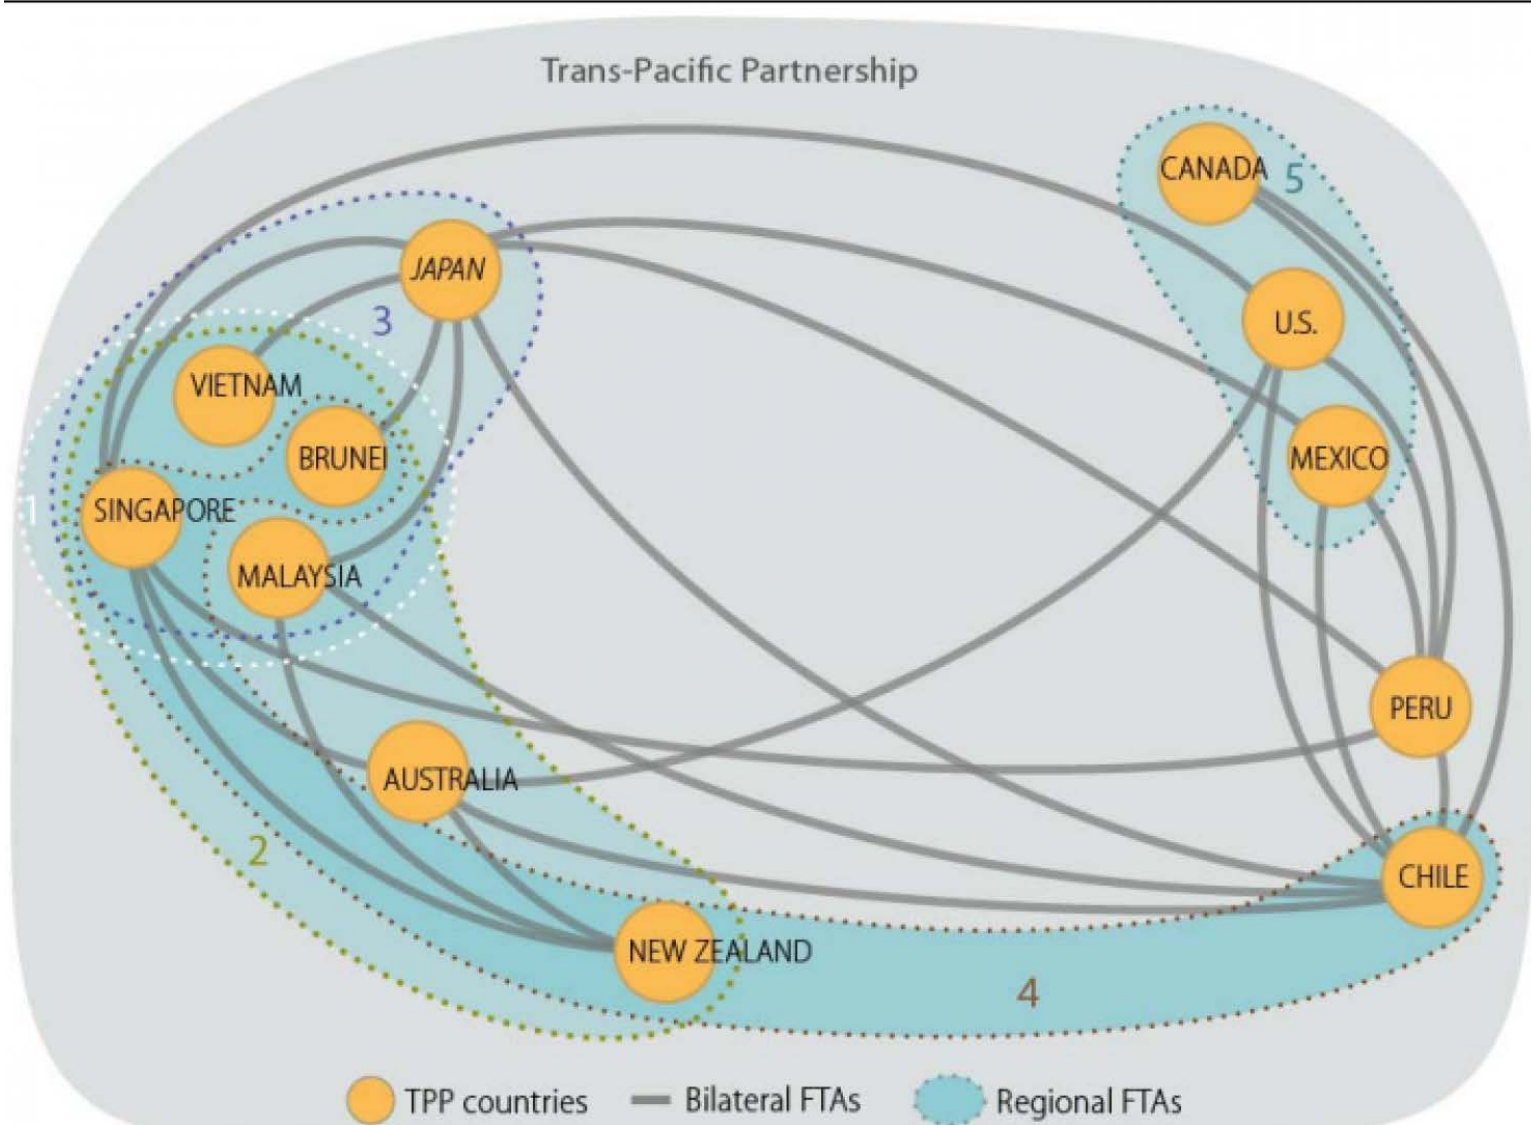 Trans-Pacific Partnership
CANADA
5
JAPAN
3
U.S.
VIETNAM
BRUNEI
MEXICO
1
SINGAPORE
MALAYSIA
PERU
AUSTRALIA
2
CHILE
NEW ZEALAND
4
TPP countries
Bilateral FTAs
Regional FTAs